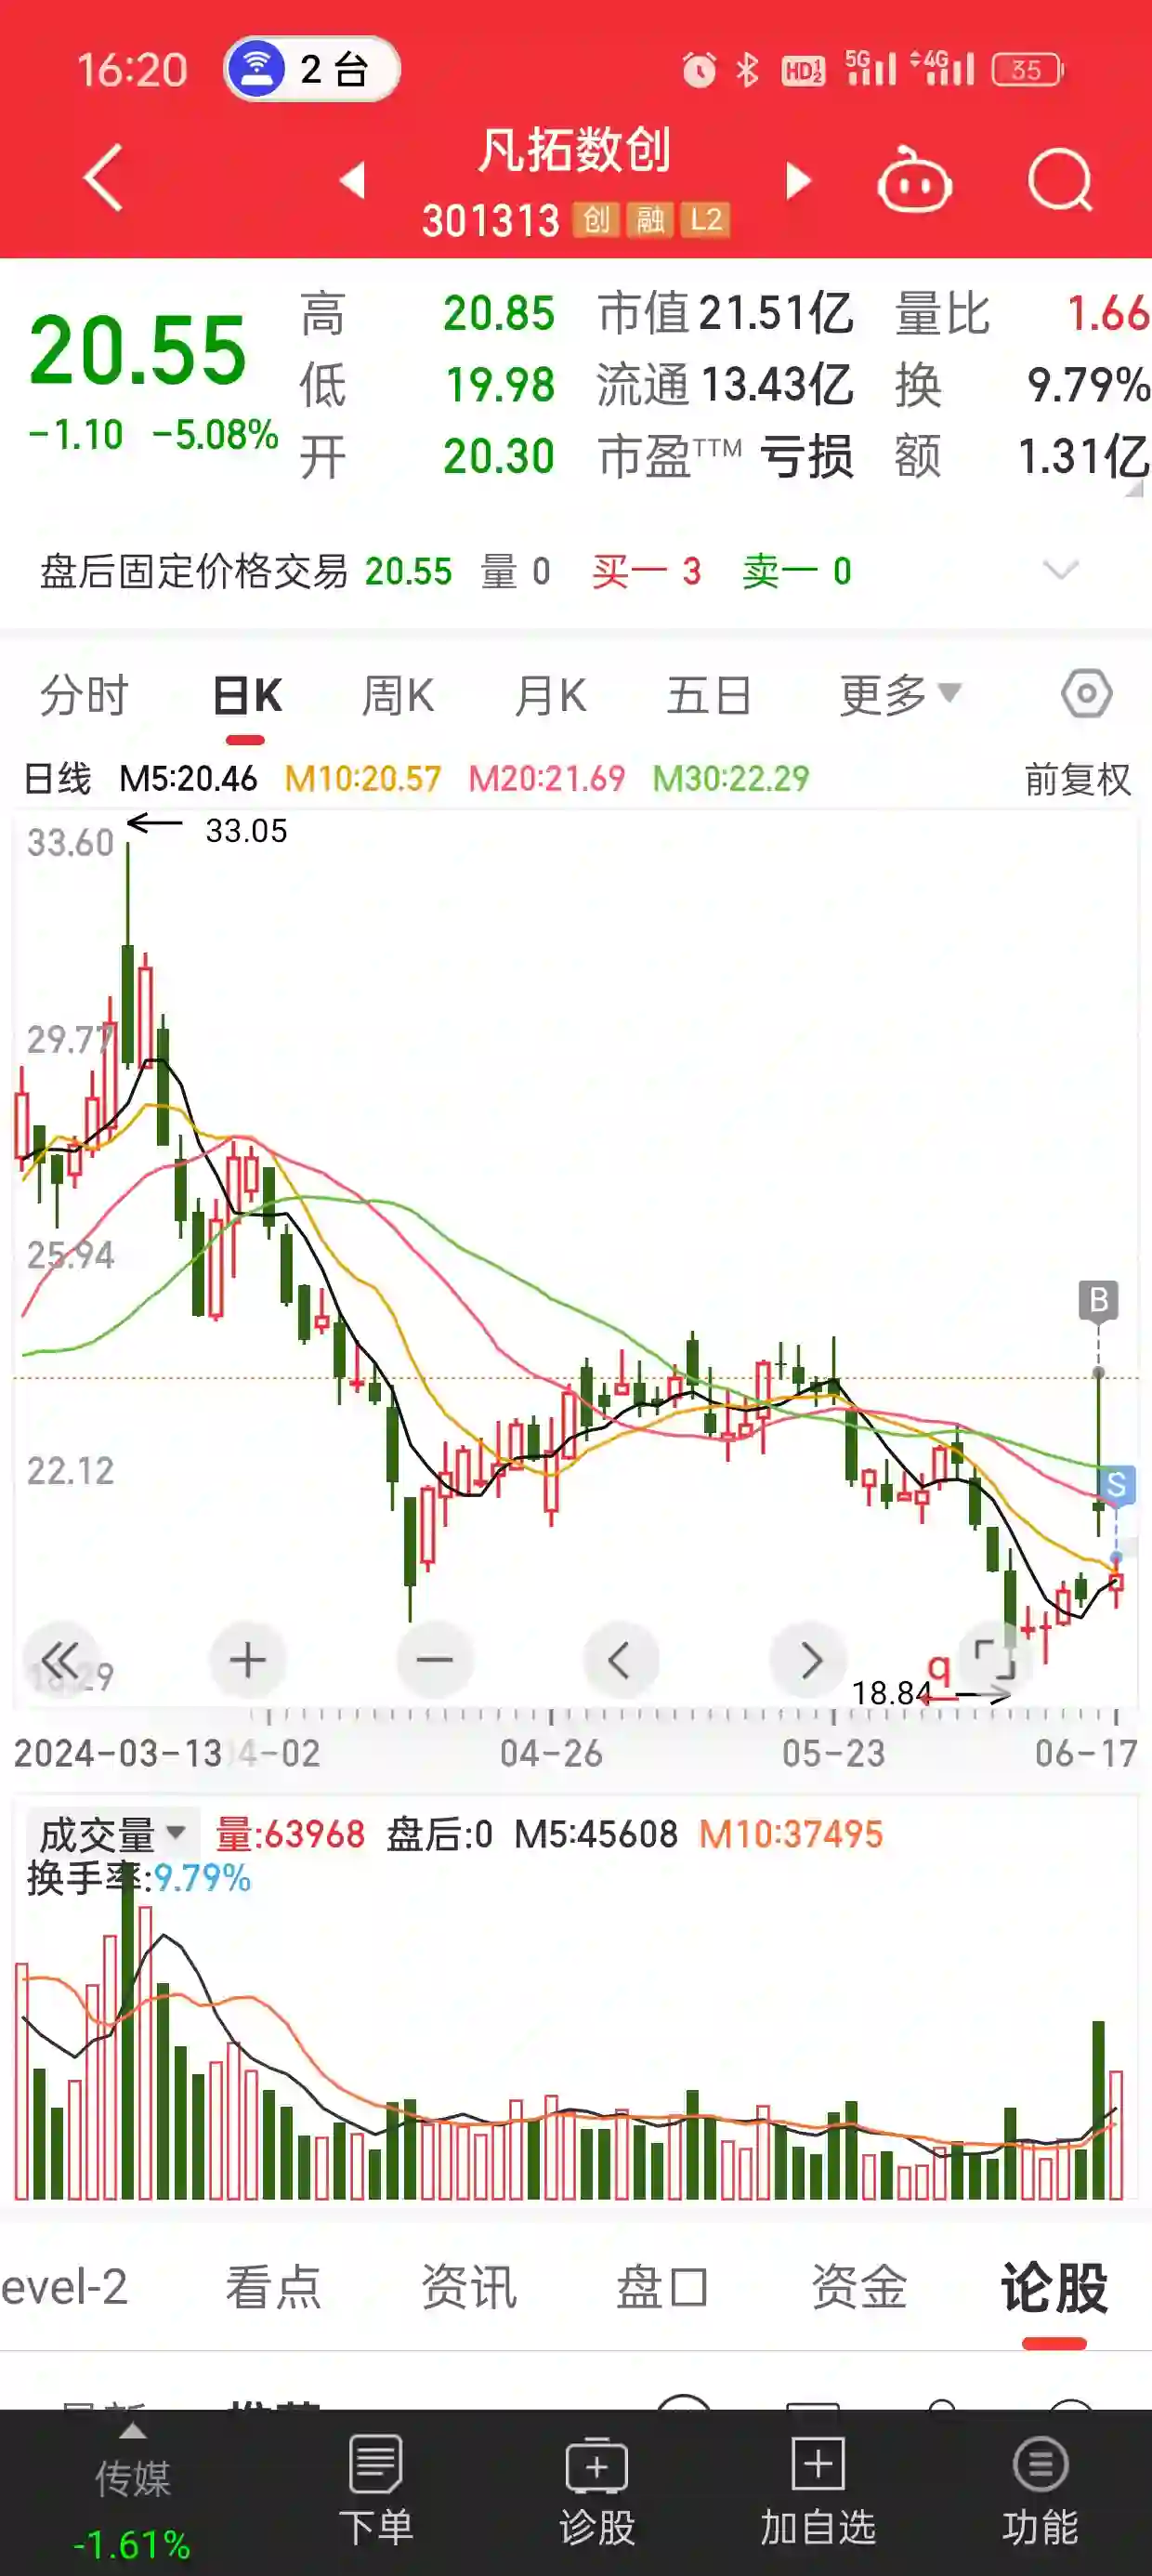 16:20 2 台 HD 5G 4G 35
凡拓数创
301313 创 融 L2
20.55 高 20.85 市值 21.51亿 量比 1.66
低 19.98 流通 13.43亿 换 9.79%
-1.10 -5.08% 开 20.30 市盈TTM 亏损 额 1.31亿
盘后固定价格交易 20.55 量 0 买一 3 卖一 0
分时 日K 周K 月K 五日 更多
日线 M5:20.46 M10:20.57 M20:21.69 M30:22.29 前复权
33.60 33.05
29.77
25.94
B
22.12
S
q
18.84
2024-03-13 04-26 05-23 06-17
成交量 量:63968 盘后:0 M5:45608 M10:37495
换手率:9.79%
evel-2 看点 资讯 盘口 资金 论股
传媒 下单 诊股 加自选 功能
-1.61%